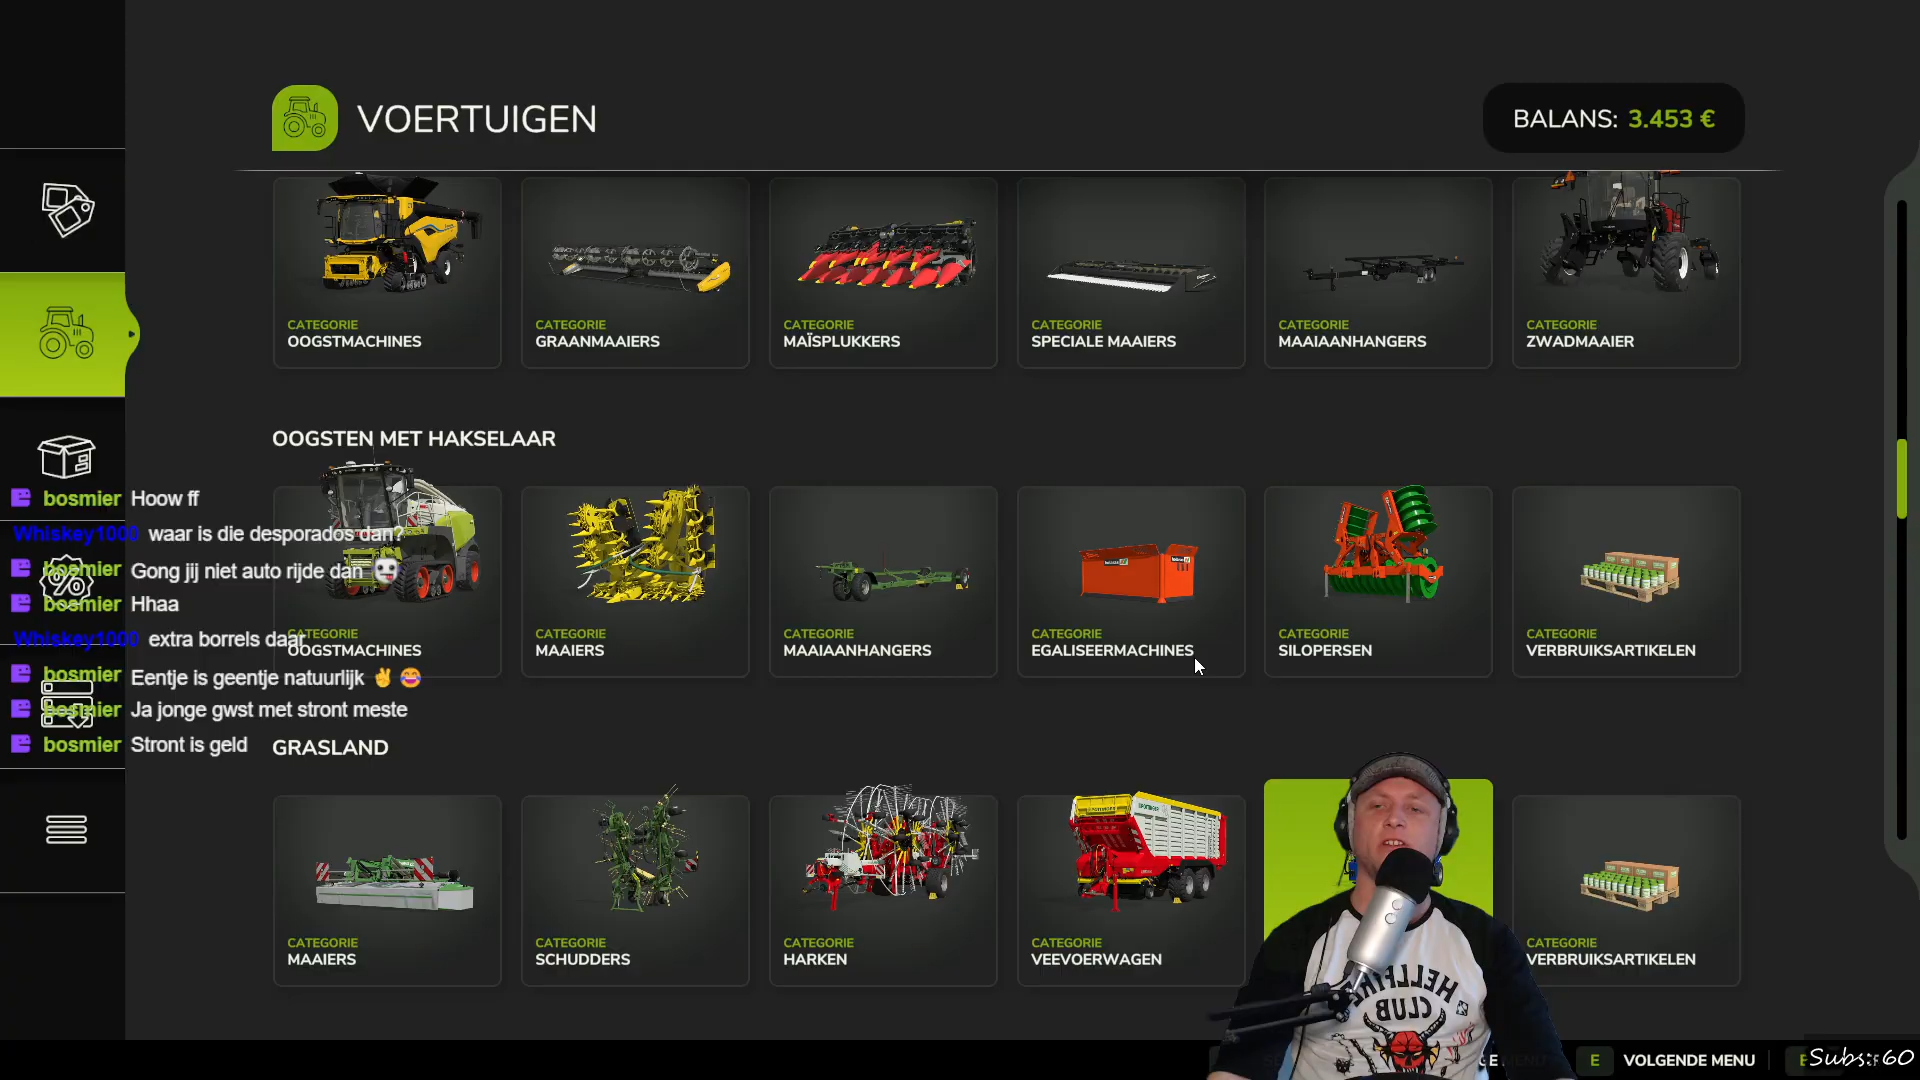 VOERTUIGEN
BALANS: 3.453 €
CATEGORIE
OOGSTMACHINES
CATEGORIE
GRAANMAAIERS
CATEGORIE
MAÏSPLUKKERS
CATEGORIE
SPECIALE MAAIERS
CATEGORIE
MAAIAANHANGERS
CATEGORIE
ZWADMAAIER
OOGSTEN MET HAKSELAAR
CATEGORIE
OOGSTMACHINES
CATEGORIE
MAAIERS
CATEGORIE
MAAIAANHANGERS
CATEGORIE
EGALISEERMACHINES
CATEGORIE
SILOPERSEN
CATEGORIE
VERBRUIKSARTIKELEN
bosmier Hoow ff
Whiskey1000 waar is die desporados dan?
bosmier Gong jij niet auto rijde dan
bosmier Hhaa
Whiskey1000 extra borrels daar
bosmier Eentje is geentje natuurlijk ✌️ 😂
bosmier Ja jonge gwst met stront meste
bosmier Stront is geld
GRASLAND
CATEGORIE
MAAIERS
CATEGORIE
SCHUDDERS
CATEGORIE
HARKEN
CATEGORIE
VEEVOERWAGEN
CATEGORIE
VERBRUIKSARTIKELEN
HELLFIRE
CLUB
E VOLGENDE MENU
Subs: 60